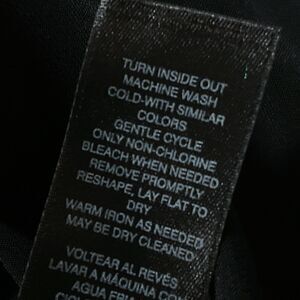 TURN INSIDE OUT
MACHINE WASH
COLD-WITH SIMILAR
COLORS
GENTLE CYCLE
ONLY NON-CHLORINE
BLEACH WHEN NEEDED
REMOVE PROMPTLY
RESHAPE, LAY FLAT TO
DRY
WARM IRON AS NEEDED
MAY BE DRY CLEANED
VOLTEAR AL REVÉS
LAVAR A MÁQUINA CO
AGUA FRIA